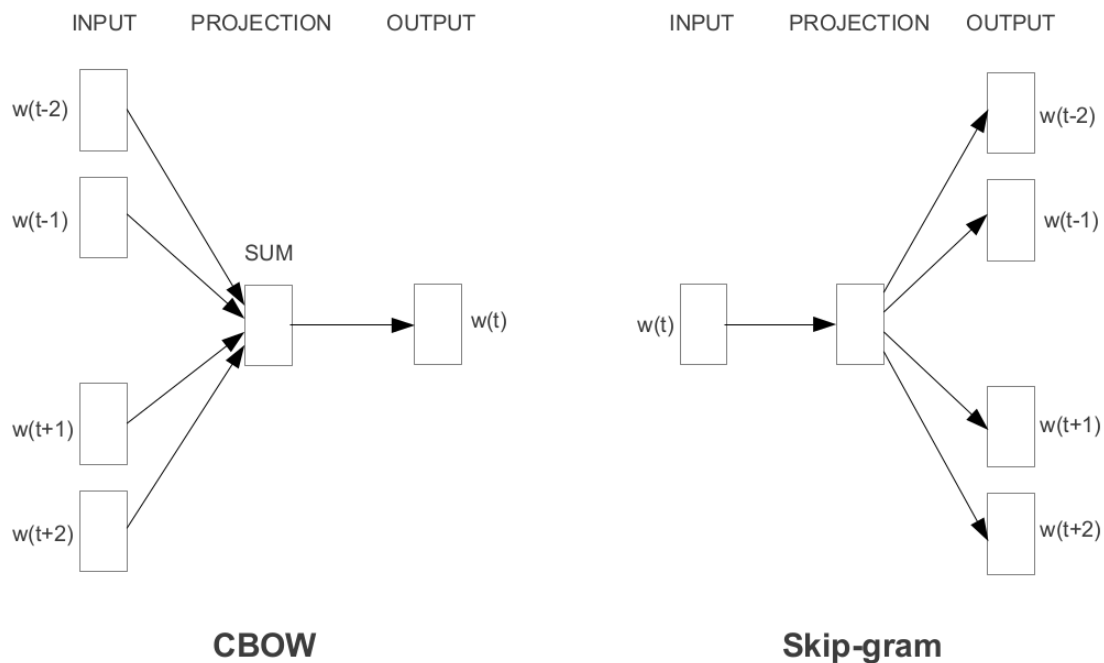 INPUT PROJECTION OUTPUT
w(t-2)
w(t-1)
SUM
w(t)
w(t+1)
w(t+2)
CBOW
INPUT PROJECTION OUTPUT
w(t-2)
w(t-1)
w(t)
w(t+1)
w(t+2)
Skip-gram